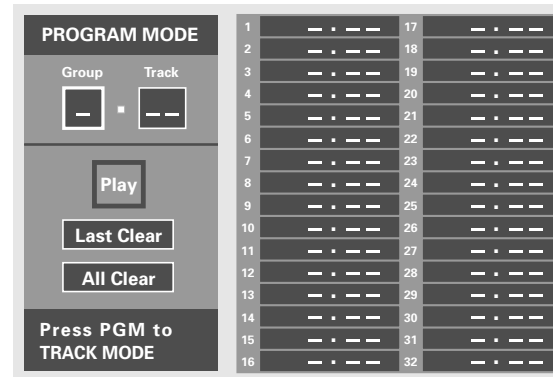 PROGRAM MODE
Group Track
_ . _ _
Play
Last Clear
All Clear
Press PGM to
TRACK MODE
1 _ . _ _ 17 _ . _ _
2 _ . _ _ 18 _ . _ _
3 _ . _ _ 19 _ . _ _
4 _ . _ _ 20 _ . _ _
5 _ . _ _ 21 _ . _ _
6 _ . _ _ 22 _ . _ _
7 _ . _ _ 23 _ . _ _
8 _ . _ _ 24 _ . _ _
9 _ . _ _ 25 _ . _ _
10 _ . _ _ 26 _ . _ _
11 _ . _ _ 27 _ . _ _
12 _ . _ _ 28 _ . _ _
13 _ . _ _ 29 _ . _ _
14 _ . _ _ 30 _ . _ _
15 _ . _ _ 31 _ . _ _
16 _ . _ _ 32 _ . _ _